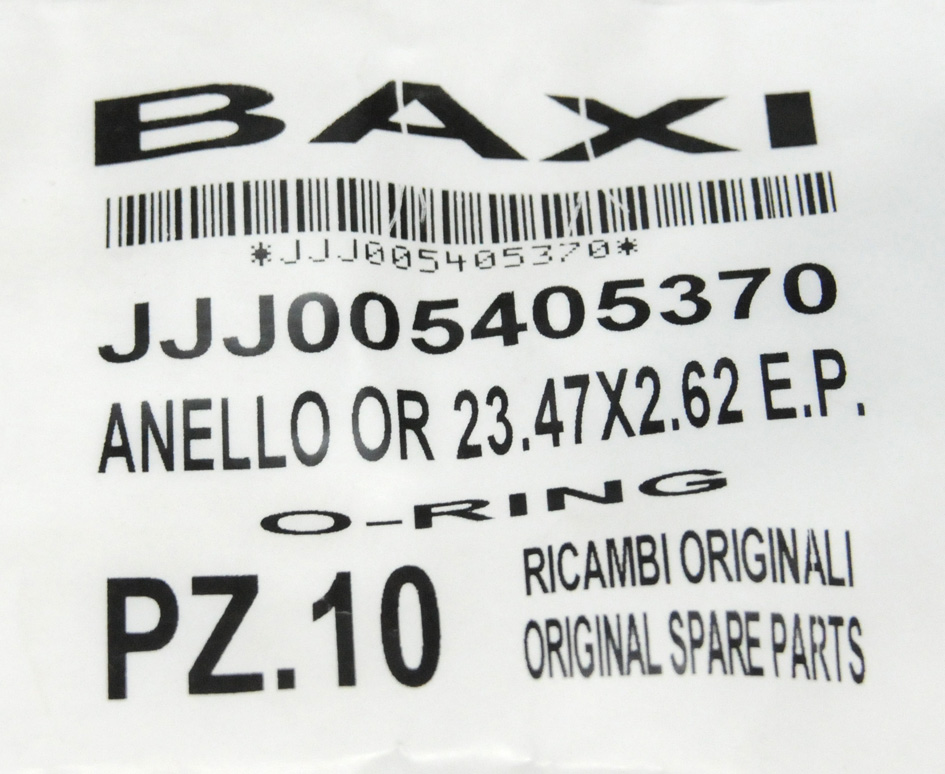 BAXI
*JJJ005405370*
JJJ005405370
ANELLO OR 23.47X2.62 E.P.
O-RING
PZ.10
RICAMBI ORIGINALI
ORIGINAL SPARE PARTS